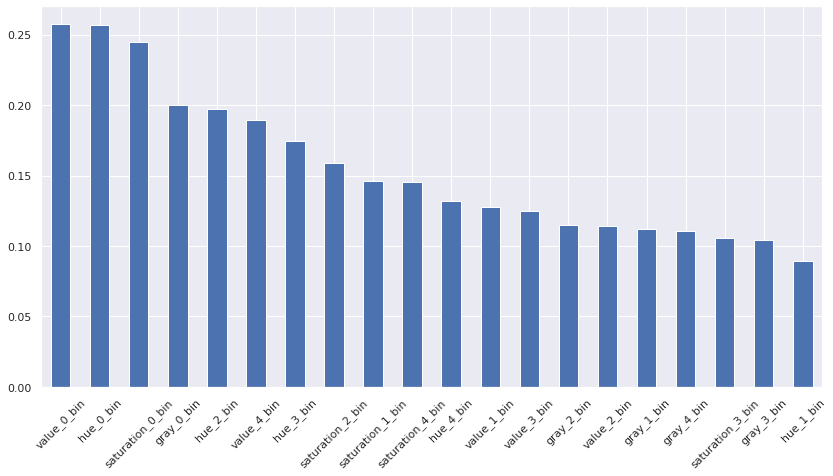 0.25
0.20
0.15
0.10
0.05
0.00
value_0_bin
hue_0_bin
saturation_0_bin
gray_0_bin
hue_2_bin
value_4_bin
hue_3_bin
saturation_2_bin
saturation_1_bin
saturation_4_bin
hue_4_bin
value_1_bin
value_3_bin
gray_2_bin
value_2_bin
gray_1_bin
gray_4_bin
saturation_3_bin
gray_3_bin
hue_1_bin